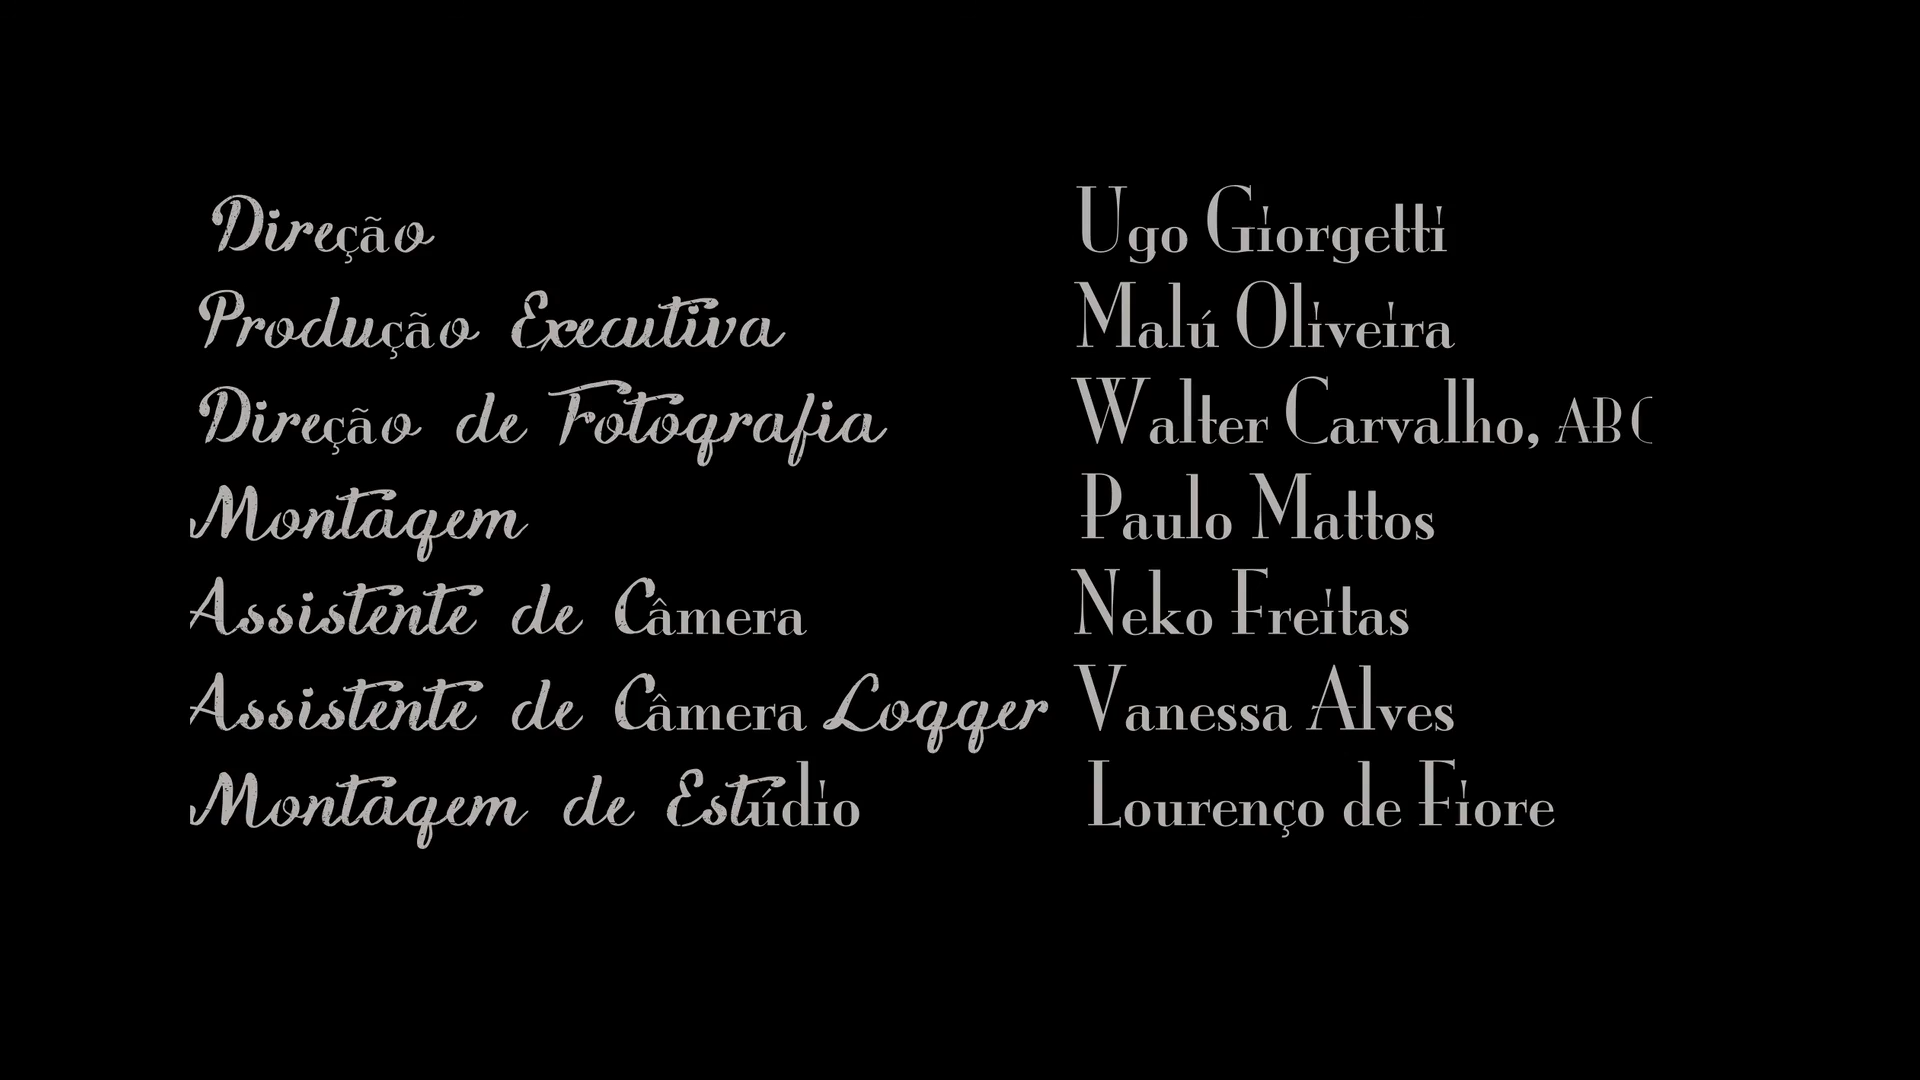 Direção Ugo Giorgetti
Produção Executiva Malú Oliveira
Direção de Fotografia Walter Carvalho, ABC
Montagem Paulo Mattos
Assistente de Câmera Neko Freitas
Assistente de Câmera Logger Vanessa Alves
Montagem de Estúdio Lourenço de Fiore